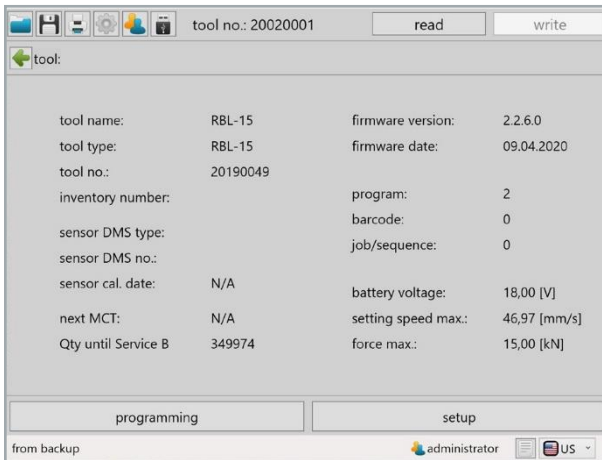 tool no.: 20020001 read write
tool:
tool name: RBL-15 firmware version: 2.2.6.0
tool type: RBL-15 firmware date: 09.04.2020
tool no.: 20190049
inventory number: program: 2
barcode: 0
sensor DMS type:
job/sequence: 0
sensor DMS no.:
sensor cal. date: N/A
battery voltage: 18,00 [V]
next MCT: N/A setting speed max.: 46,97 [mm/s]
Qty until Service B 349974 force max.: 15,00 [kN]
programming setup
from backup administrator US